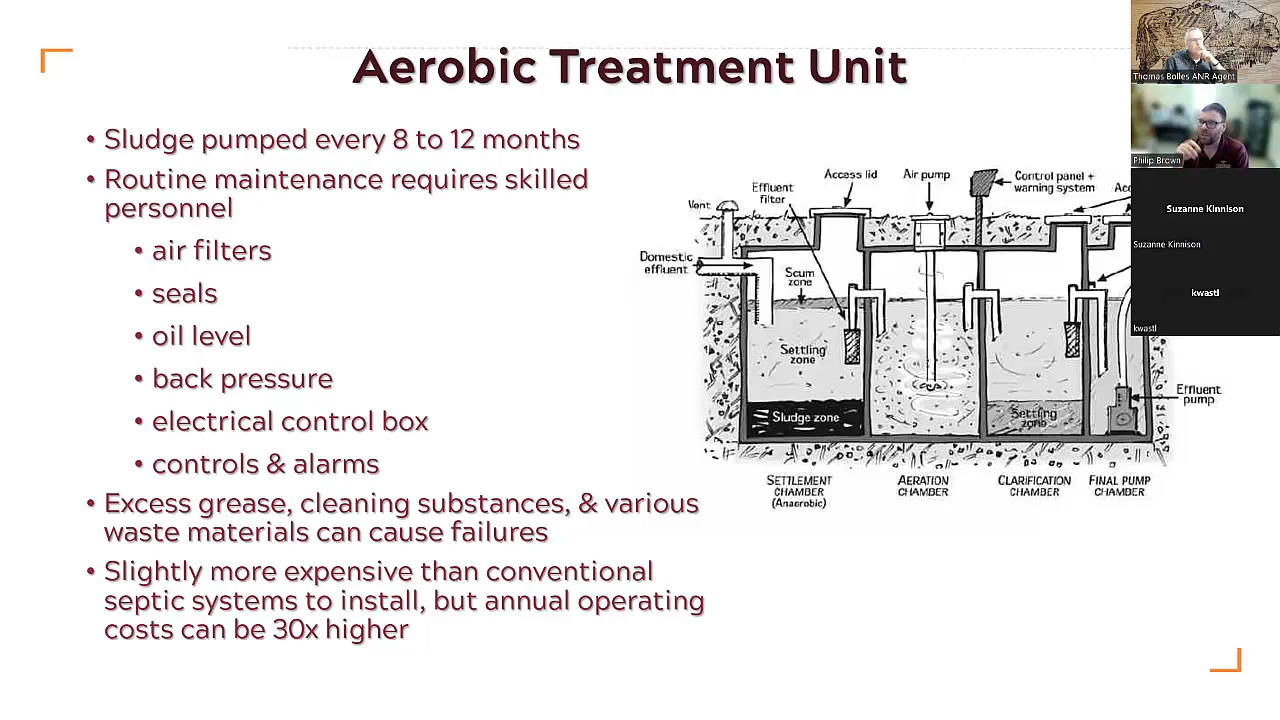 Aerobic Treatment Unit
• Sludge pumped every 8 to 12 months
• Routine maintenance requires skilled
personnel
• air filters
• seals
• oil level
• back pressure
• electrical control box
• controls & alarms
• Excess grease, cleaning substances, & various
waste materials can cause failures
• Slightly more expensive than conventional
septic systems to install, but annual operating
costs can be 30x higher
Vent
Effluent
filter
Access lid
Air pump
Control panel +
warning system
Domestic
effluent
Scum
zone
Settling
zone
Sludge zone
Settling
zone
Effluent
pump
SETTLEMENT
CHAMBER
(Anaerobic)
AERATION
CHAMBER
CLARIFICATION
CHAMBER
FINAL PUMP
CHAMBER
Thomas Bolles ANR Agent
Philip Brown
Suzanne Kinnison
Suzanne Kinnison
kwastl
kwastl